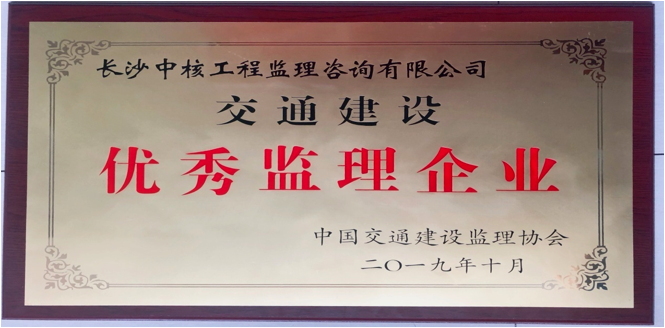 长沙中核工程监理咨询有限公司
交通建设
优秀监理企业
中国交通建设监理协会
二〇一九年十月